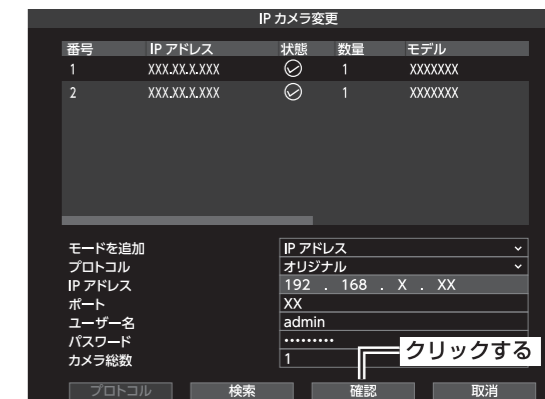 IP カメラ変更
番号 IP アドレス 状態 数量 モデル
1 XXX.XX.X.XXX 1 XXXXXXX
2 XXX.XX.X.XXX 1 XXXXXXX
モードを追加 IP アドレス
プロトコル オリジナル
IP アドレス 192 . 168 . X . XX
ポート XX
ユーザー名 admin
パスワード •••••••••
カメラ総数 1
クリックする
プロトコル 検索 確認 取消